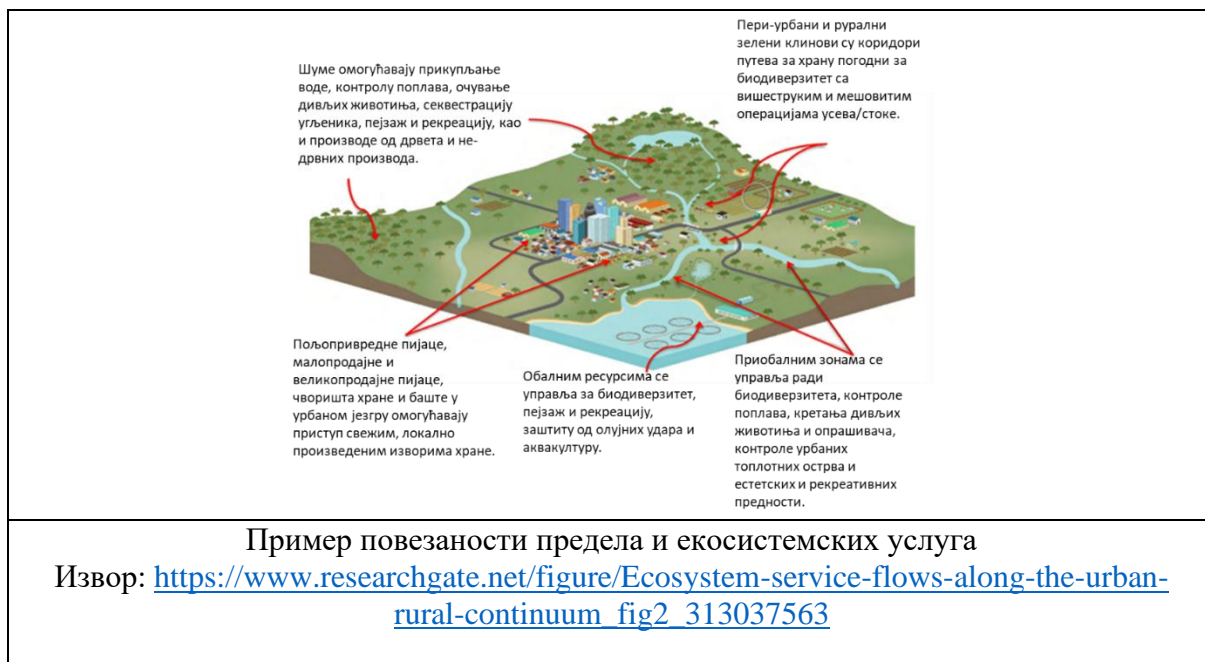 Шуме омогућавају прикупљање
воде, контролу поплава, очување
дивљих животиња, секвестрацију
угљеника, пејзаж и рекреацију, као
и производе од дрвета и не-
дрвних производа.
Пери-урбани и рурални
зелени клинови су коридори
путева за храну погодни за
биодиверзитет са
вишеструким и мешовитим
операцијама усева/стоке.
Пољопривредне пијаце,
малопродајне и
великопродајне пијаце,
чворишта хране и баште у
урбаном језгру омогућавају
приступ свежим, локално
произведеним изворима хране.
Обалним ресурсима се
управља за биодиверзитет,
пејзаж и рекреацију,
заштиту од олујних удара и
аквакултуру.
Приобалним зонама се
управља ради
биодиверзитета, контроле
поплава, кретања дивљих
животиња и опрашивача,
контроле урбаних
топлотних острва и
естетских и рекреативних
предности.
Пример повезаности предела и екосистемских услуга
Извор: https://www.researchgate.net/figure/Ecosystem-service-flows-along-the-urban-
rural-continuum_fig2_313037563